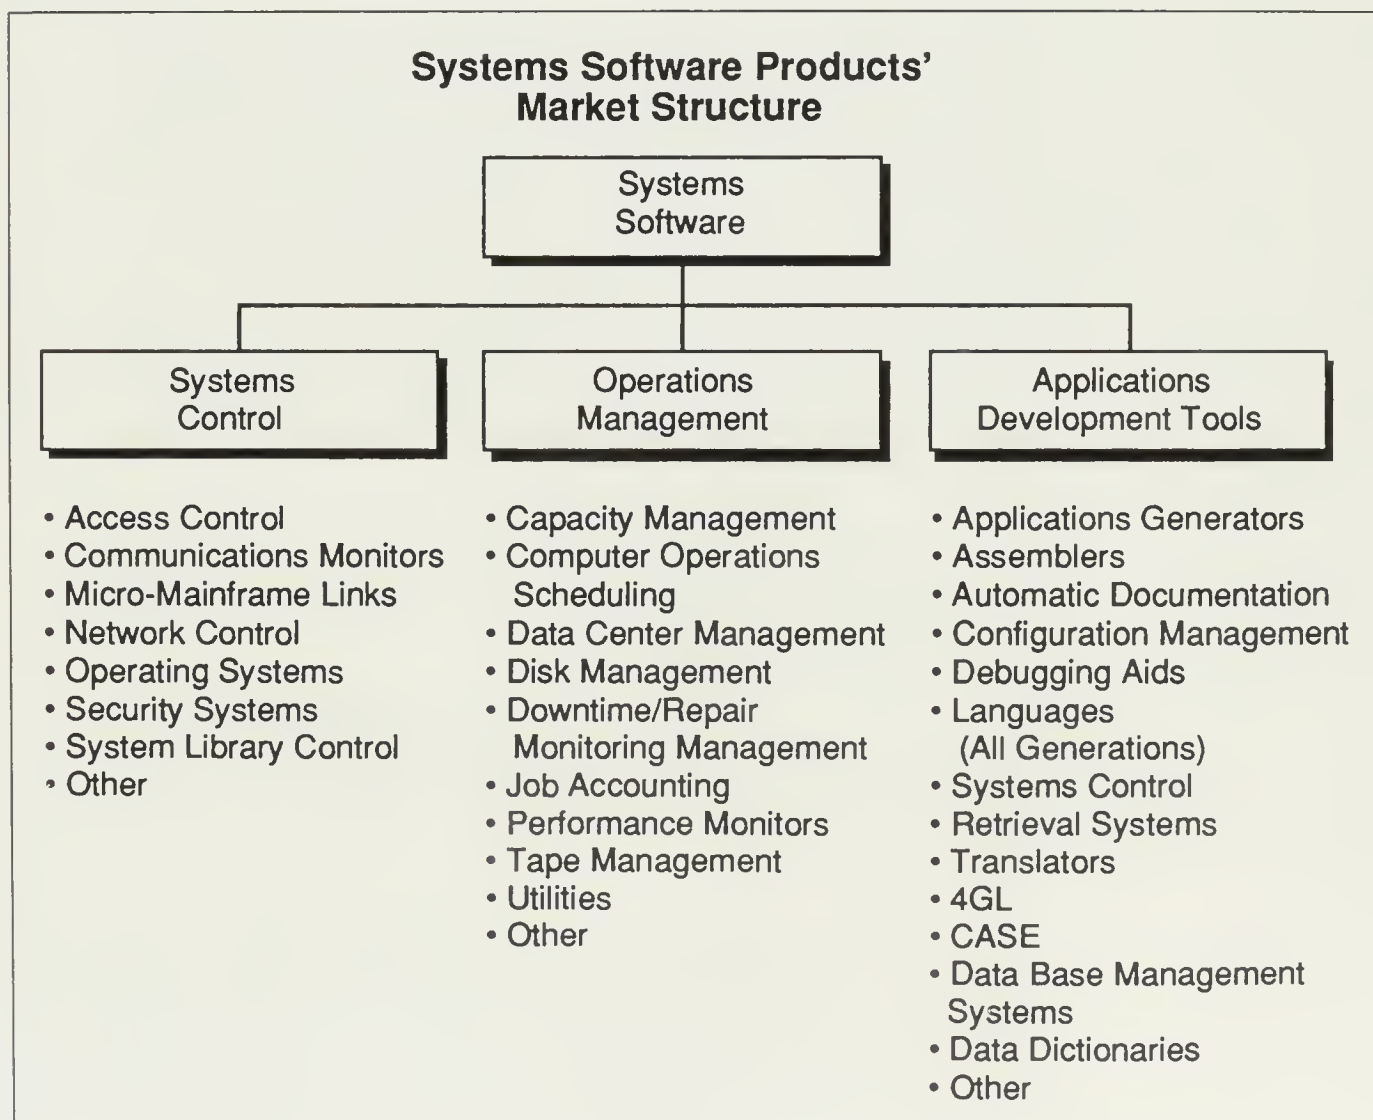 Systems Software Products'
Market Structure
Systems
Software
Systems
Control
Operations
Management
Applications
Development Tools
• Access Control
• Communications Monitors
• Micro-Mainframe Links
• Network Control
• Operating Systems
• Security Systems
• System Library Control
• Other
• Capacity Management
• Computer Operations
Scheduling
• Data Center Management
• Disk Management
• Downtime/Repair
Monitoring Management
• Job Accounting
• Performance Monitors
• Tape Management
• Utilities
• Other
• Applications Generators
• Assemblers
• Automatic Documentation
• Configuration Management
• Debugging Aids
• Languages
(All Generations)
• Systems Control
• Retrieval Systems
• Translators
• 4GL
• CASE
• Data Base Management
Systems
• Data Dictionaries
• Other